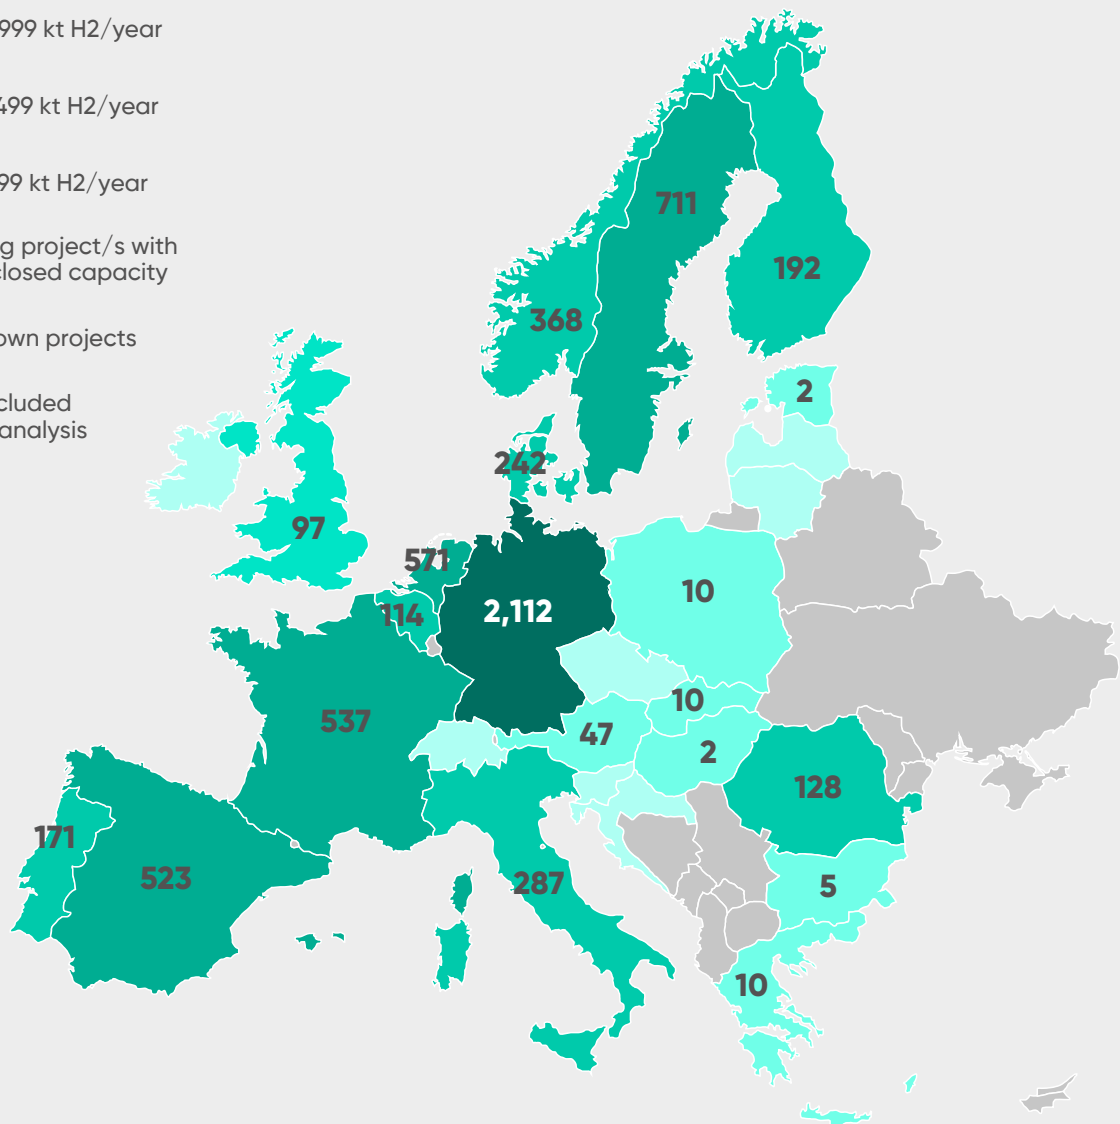 999 kt H2/year
499 kt H2/year
99 kt H2/year
g project/s with
closed capacity
own projects
cluded
analysis
711
192
368
2
242
97
571
10
114
2,112
10
537
47
2
128
171
523
287
5
10